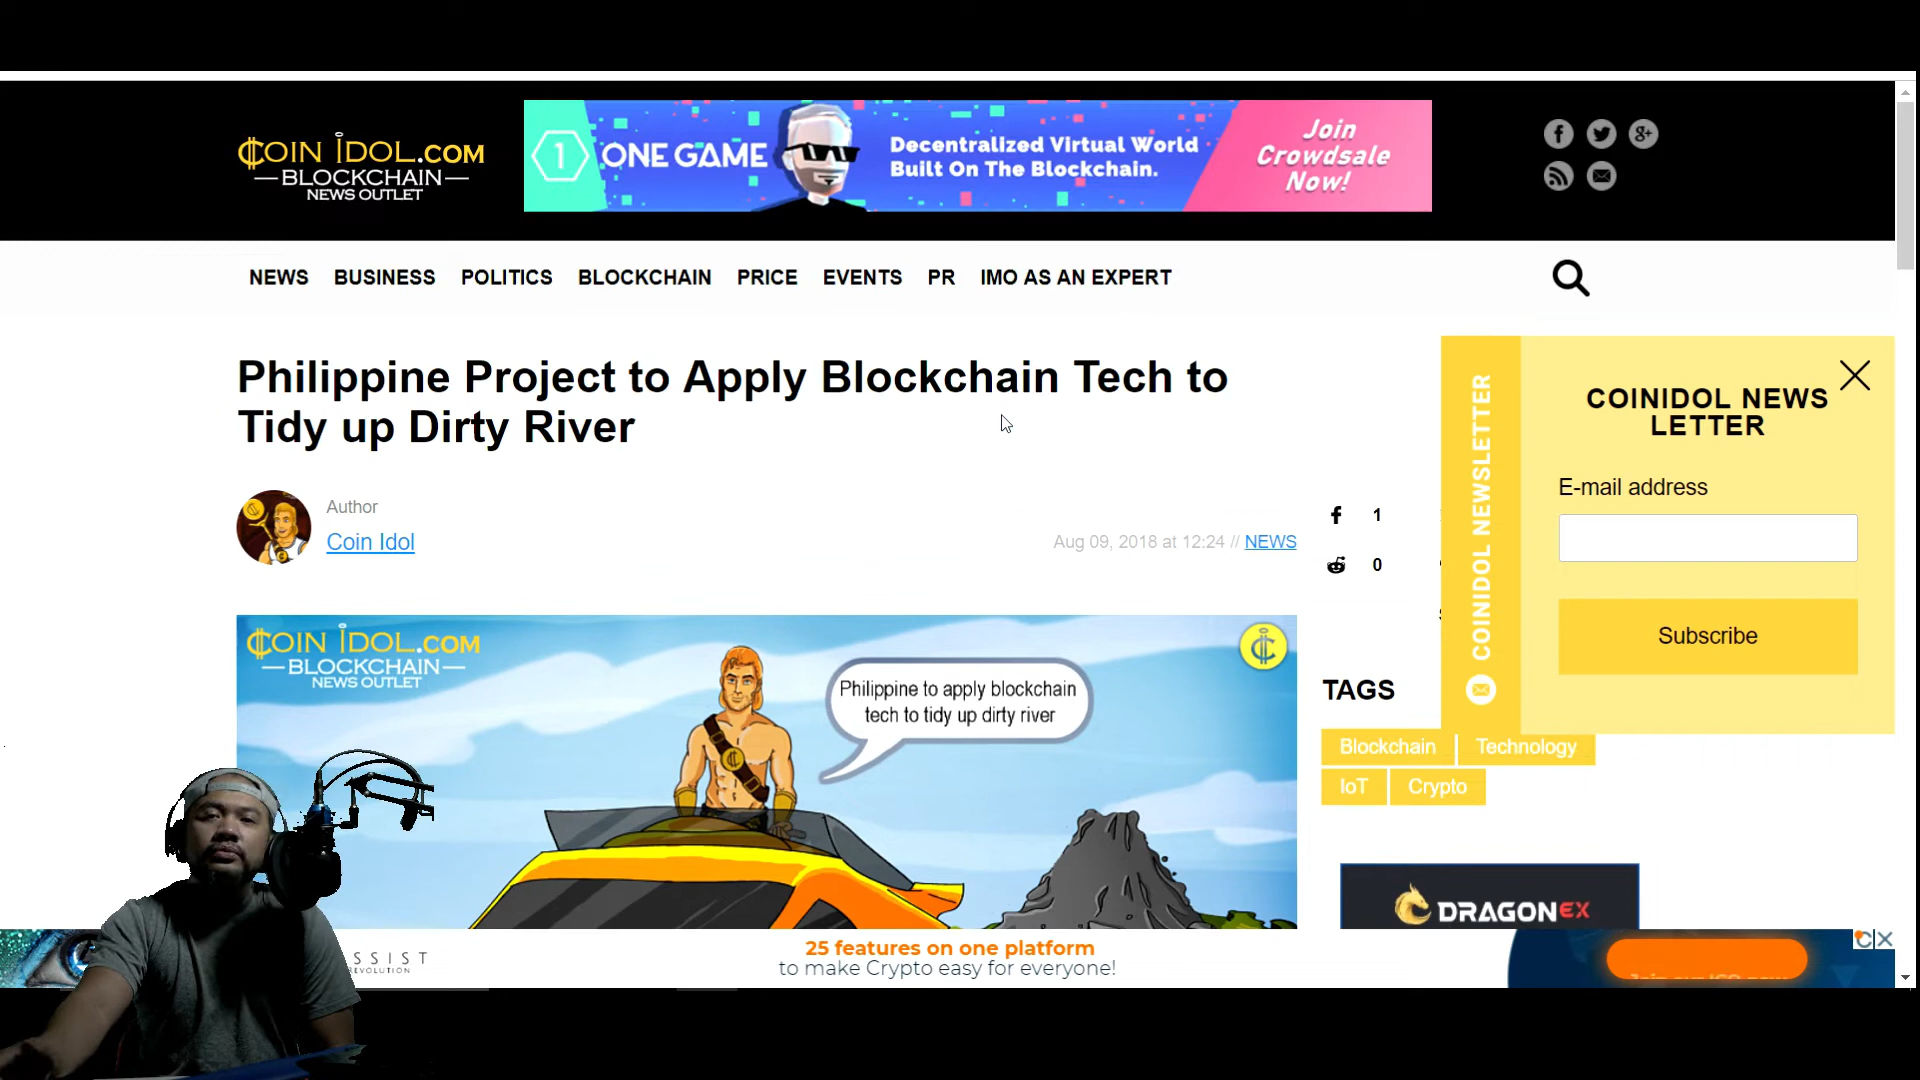 COIN IDOL.COM
BLOCKCHAIN
NEWS OUTLET
1
ONE GAME
Decentralized Virtual World
Built On The Blockchain.
Join
Crowdsale
Now!
NEWS BUSINESS POLITICS BLOCKCHAIN PRICE EVENTS PR IMO AS AN EXPERT
Philippine Project to Apply Blockchain Tech to
Tidy up Dirty River
Author
Coin Idol
Aug 09, 2018 at 12:24 // NEWS
1
0
COINIDOL NEWSLETTER
COINIDOL NEWS
LETTER
E-mail address
Subscribe
TAGS
Blockchain Technology
IoT Crypto
COIN IDOL.COM
BLOCKCHAIN
NEWS OUTLET
Philippine to apply blockchain
tech to tidy up dirty river
DRAGONEX
SSIST
EVOLUTION
25 features on one platform
to make Crypto easy for everyone!